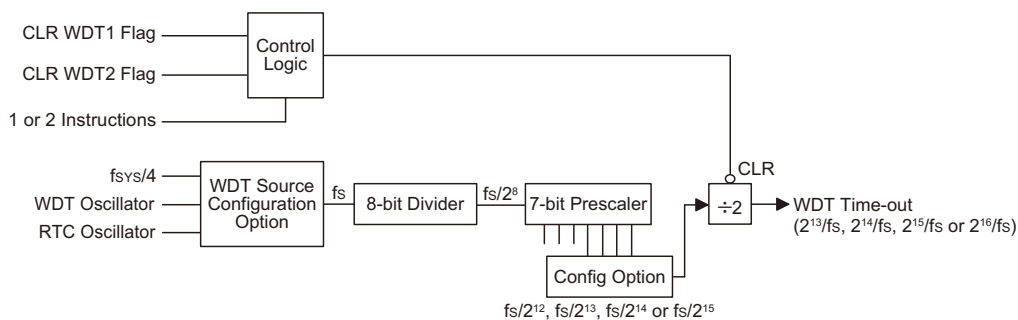 CLR WDT1 Flag
CLR WDT2 Flag
1 or 2 Instructions
Control
Logic
fSYS/4
WDT Oscillator
RTC Oscillator
WDT Source
Configuration
Option
fS
8-bit Divider
fS/2⁸
7-bit Prescaler
Config Option
fS/2¹², fS/2¹³, fS/2¹⁴ or fS/2¹⁵
CLR
÷2
WDT Time-out
(2¹³/fS, 2¹⁴/fS, 2¹⁵/fS or 2¹⁶/fS)